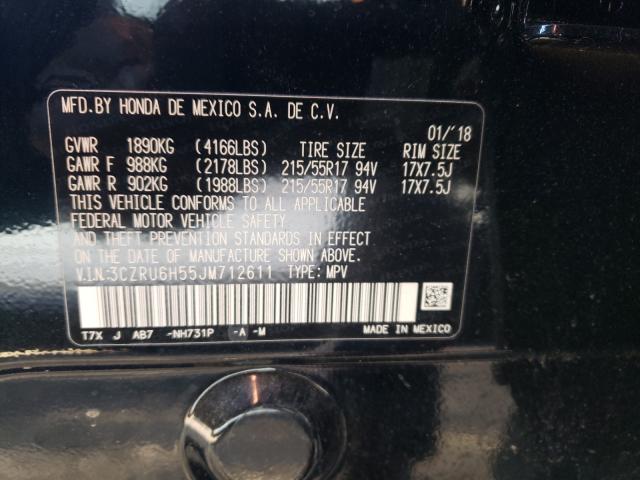 MFD.BY HONDA DE MEXICO S.A. DE C.V.
01/'18
GVWR 1890KG (4166LBS) TIRE SIZE RIM SIZE
GAWR F 988KG (2178LBS) 215/55R17 94V 17X7.5J
GAWR R 902KG (1988LBS) 215/55R17 94V 17X7.5J
THIS VEHICLE CONFORMS TO ALL APPLICABLE
FEDERAL MOTOR VEHICLE SAFETY
AND THEFT PREVENTION STANDARDS IN EFFECT
ON THE DATE OF MANUFACTURE SHOWN ABOVE.
V.I.N.:3CZRU6H55JM712611 TYPE: MPV
T7X J AB7 -NH731P -A -M MADE IN MEXICO